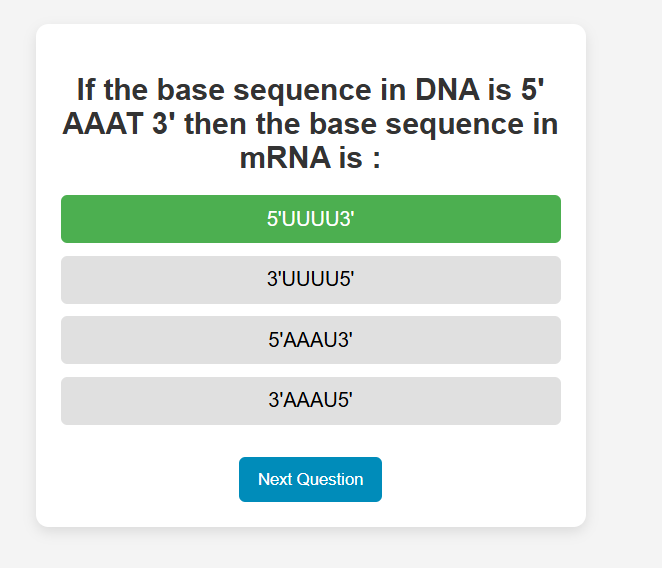 If the base sequence in DNA is 5'
AAAT 3' then the base sequence in
mRNA is :
5'UUUU3'
3'UUUU5'
5'AAAU3'
3'AAAU5'
Next Question